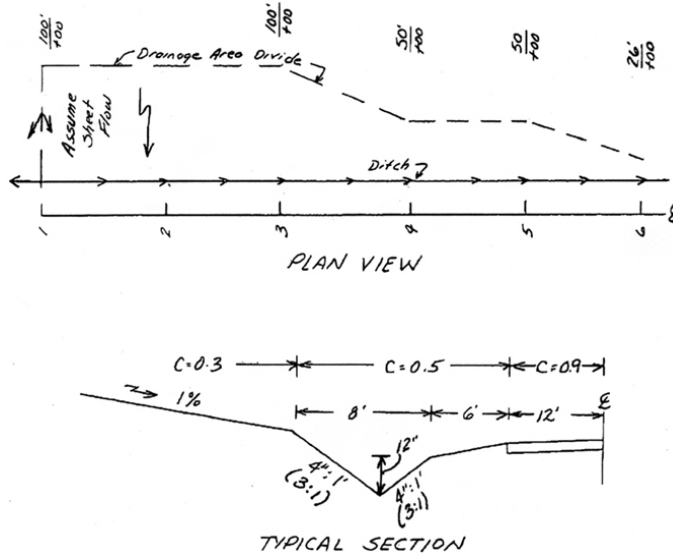 100'
+00
100'
+00
50'
+00
50
+00
26'
+00
Drainage Area Divide
Assume
Sheet
Flow
Ditch
℄
1
2
3
4
5
6
PLAN VIEW
C=0.3
C=0.5
C=0.9
1%
8'
6'
12'
℄
12"
4":1'
(3:1)
4":1'
(3:1)
TYPICAL SECTION